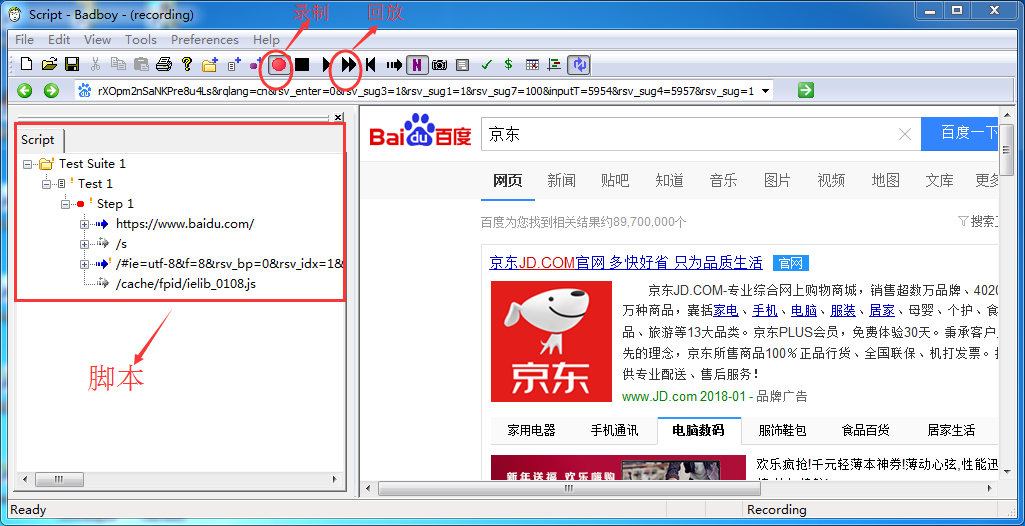 Script - Badboy - (recording)
录制
回放
File Edit View Tools Preferences Help
rXOpm2nSaNKPre8u4Ls&rqlang=cn&rsv_enter=0&rsv_sug3=1&rsv_sug1=1&rsv_sug7=100&inputT=5954&rsv_sug4=5957&rsv_sug=1
Script
Test Suite 1
Test 1
Step 1
https://www.baidu.com/
/s
/#ie=utf-8&f=8&rsv_bp=0&rsv_idx=1&
/cache/fpid/ielib_0108.js
脚本
Bai du 百度
京东
百度一下
网页 新闻 贴吧 知道 音乐 图片 视频 地图 文库 更多
百度为您找到相关结果约89,700,000个
搜索工
京东JD.COM官网 多快好省 只为品质生活 官网
京东
京东JD.COM-专业综合网上购物商城，销售超数万品牌、4020
万种商品，囊括家电、手机、电脑、服装、居家、母婴、个护、食
品、旅游等13大品类。京东PLUS会员，免费体验30天。秉承客户
先的理念，京东所售商品100%正品行货、全国联保、机打发票。
供专业配送、售后服务!
www.JD.com 2018-01 - 品牌广告
家用电器 手机通讯 电脑数码 服饰鞋包 食品百货 居家生活
新年送福 欢乐嗨购
欢乐疯抢!千元轻薄本神券!薄动心弦,性能迅
Ready
Recording